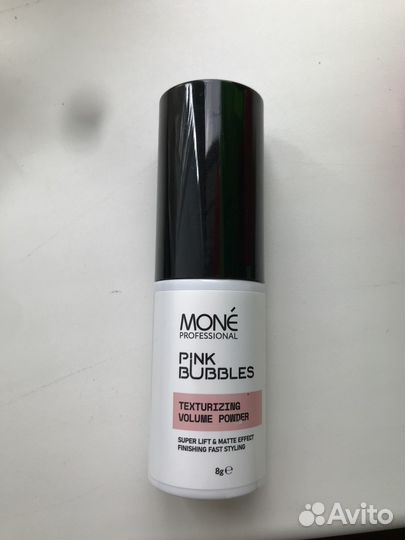 MONÉ
PROFESSIONAL
PINK
BUBBLES
TEXTURIZING
VOLUME POWDER
SUPER LIFT & MATTE EFFECT
FINISHING FAST STYLING
8g ℮
Avito